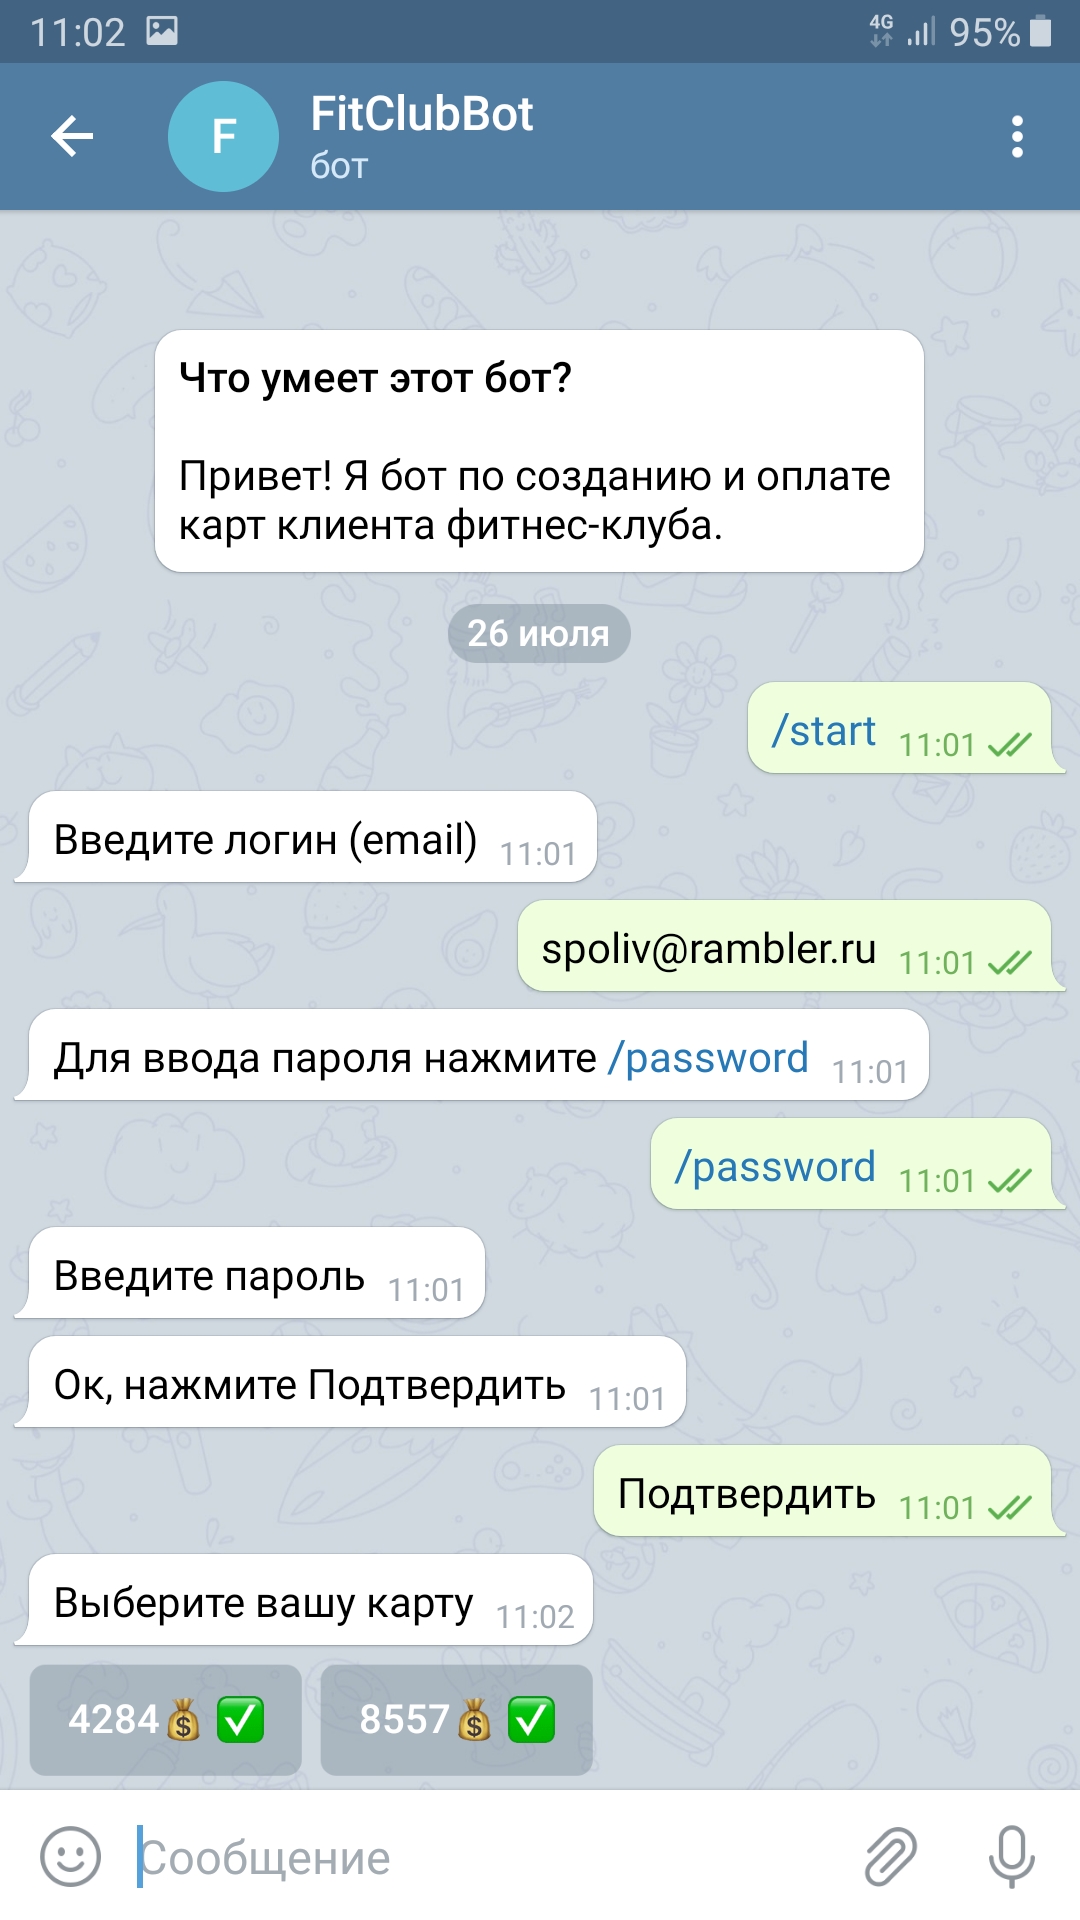 11:02 4G 95%
F FitClubBot
бот
Что умеет этот бот?
Привет! Я бот по созданию и оплате
карт клиента фитнес-клуба.
26 июля
/start 11:01
Введите логин (email) 11:01
spoliv@rambler.ru 11:01
Для ввода пароля нажмите /password 11:01
/password 11:01
Введите пароль 11:01
Ок, нажмите Подтвердить 11:01
Подтвердить 11:01
Выберите вашу карту 11:02
4284💰✅ 8557💰✅
Сообщение